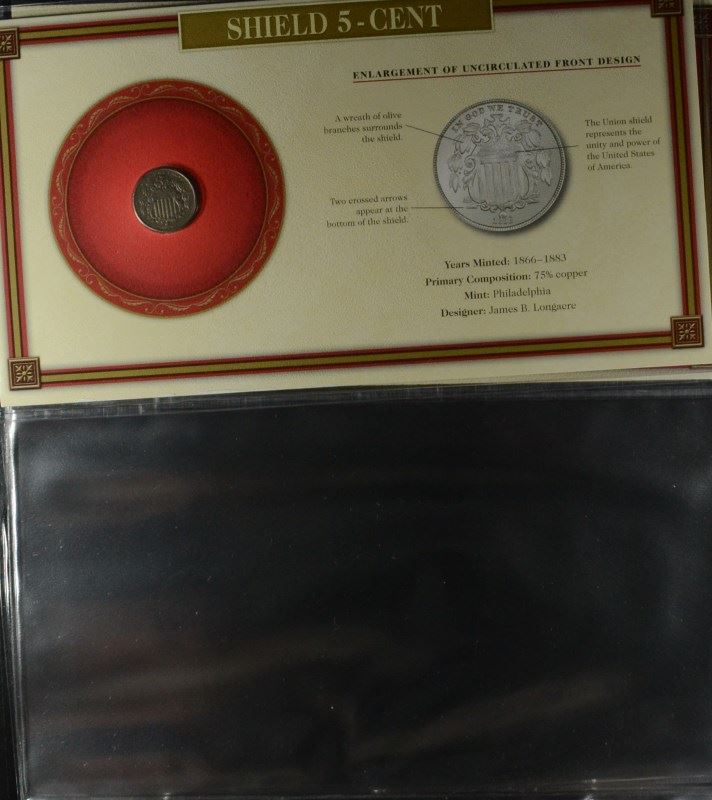 SHIELD 5-CENT
ENLARGEMENT OF UNCIRCULATED FRONT DESIGN
A wreath of olive
branches surrounds
the shield.
IN GOD WE TRUST
The Union shield
represents the
unity and power of
the United States
of America.
Two crossed arrows
appear at the
bottom of the shield.
Years Minted: 1866–1883
Primary Composition: 75% copper
Mint: Philadelphia
Designer: James B. Longacre